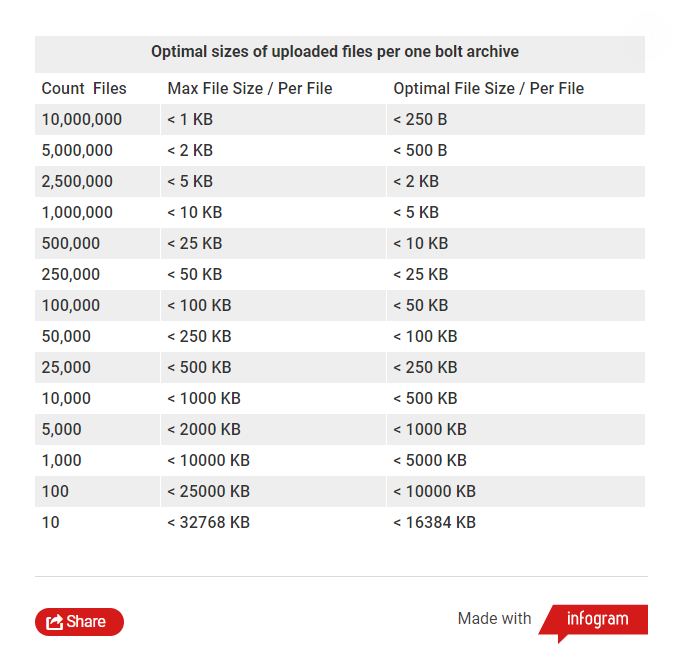 Optimal sizes of uploaded files per one bolt archive
Count Files Max File Size / Per File Optimal File Size / Per File
10,000,000 < 1 KB < 250 B
5,000,000 < 2 KB < 500 B
2,500,000 < 5 KB < 2 KB
1,000,000 < 10 KB < 5 KB
500,000 < 25 KB < 10 KB
250,000 < 50 KB < 25 KB
100,000 < 100 KB < 50 KB
50,000 < 250 KB < 100 KB
25,000 < 500 KB < 250 KB
10,000 < 1000 KB < 500 KB
5,000 < 2000 KB < 1000 KB
1,000 < 10000 KB < 5000 KB
100 < 25000 KB < 10000 KB
10 < 32768 KB < 16384 KB
Share Made with infogram